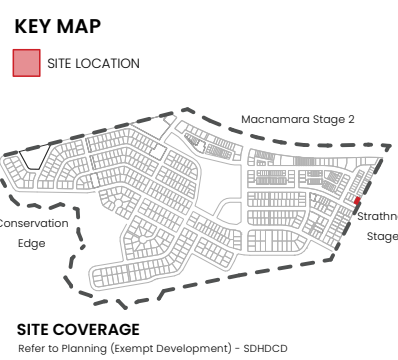 KEY MAP
SITE LOCATION
Macnamara Stage 2
Conservation
Edge
Strathn
Stage
SITE COVERAGE
Refer to Planning (Exempt Development) - SDHDCD